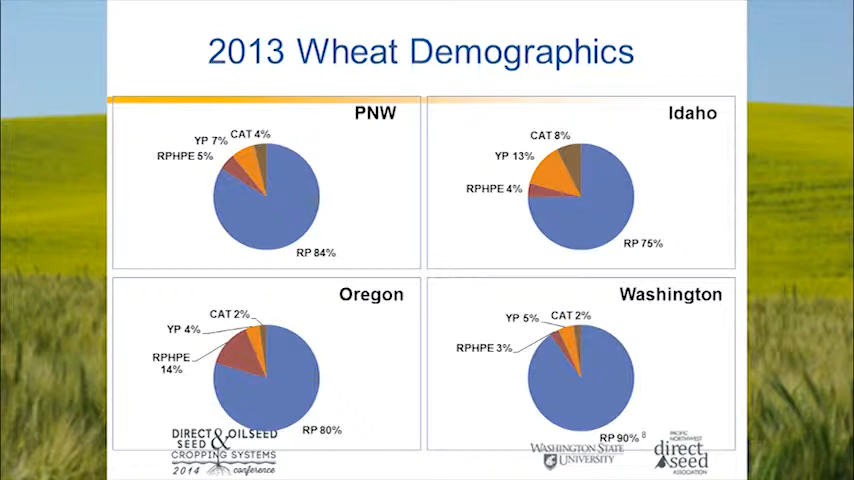 2013 Wheat Demographics
PNW
CAT 4%
YP 7%
RPHPE 5%
RP 84%
Idaho
CAT 8%
YP 13%
RPHPE 4%
RP 75%
Oregon
CAT 2%
YP 4%
RPHPE
14%
RP 80%
Washington
CAT 2%
YP 5%
RPHPE 3%
RP 90%
8
DIRECT & OILSEED
SEED
CROPPING SYSTEMS
2014 conference
WASHINGTON STATE
UNIVERSITY
PACIFIC
NORTHWEST
direct
seed
ASSOCIATION